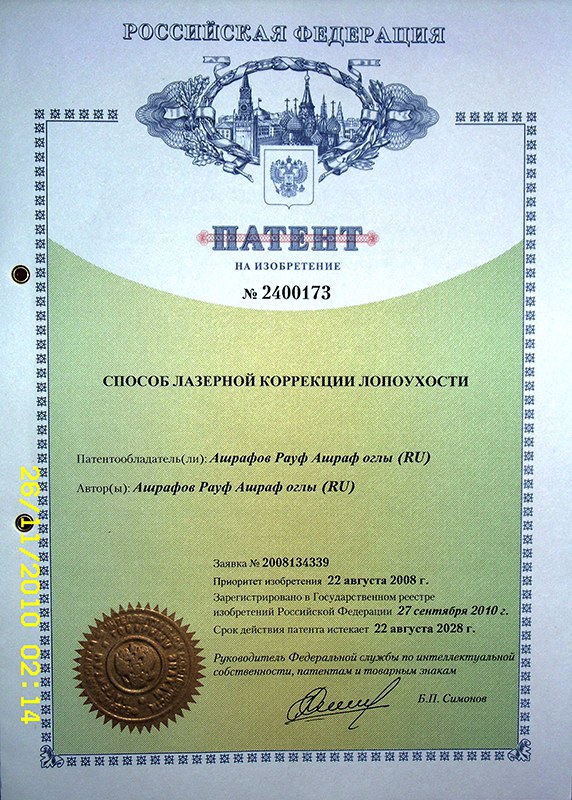 РОССИЙСКАЯ ФЕДЕРАЦИЯ
ПАТЕНТ
НА ИЗОБРЕТЕНИЕ
№ 2400173
СПОСОБ ЛАЗЕРНОЙ КОРРЕКЦИИ ЛОПОУХОСТИ
Патентообладатель(ли): Ашрафов Рауф Ашраф оглы (RU)
Автор(ы): Ашрафов Рауф Ашраф оглы (RU)
Заявка № 2008134339
Приоритет изобретения 22 августа 2008 г.
Зарегистрировано в Государственном реестре
изобретений Российской Федерации 27 сентября 2010 г.
Срок действия патента истекает 22 августа 2028 г.
Руководитель Федеральной службы по интеллектуальной
собственности, патентам и товарным знакам
Б.П. Симонов
26/11/2010 02:14